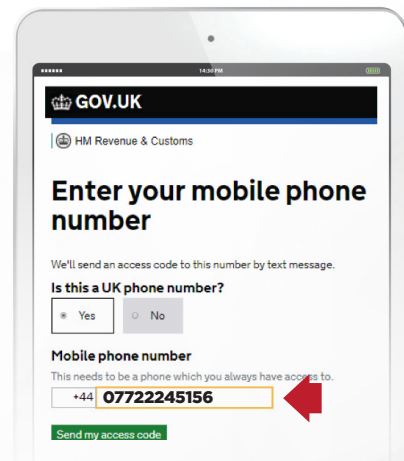 14:30 PM
GOV.UK
HM Revenue & Customs
Enter your mobile phone
number
We'll send an access code to this number by text message.
Is this a UK phone number?
Yes No
Mobile phone number
This needs to be a phone which you always have access to.
+44 07722245156
Send my access code